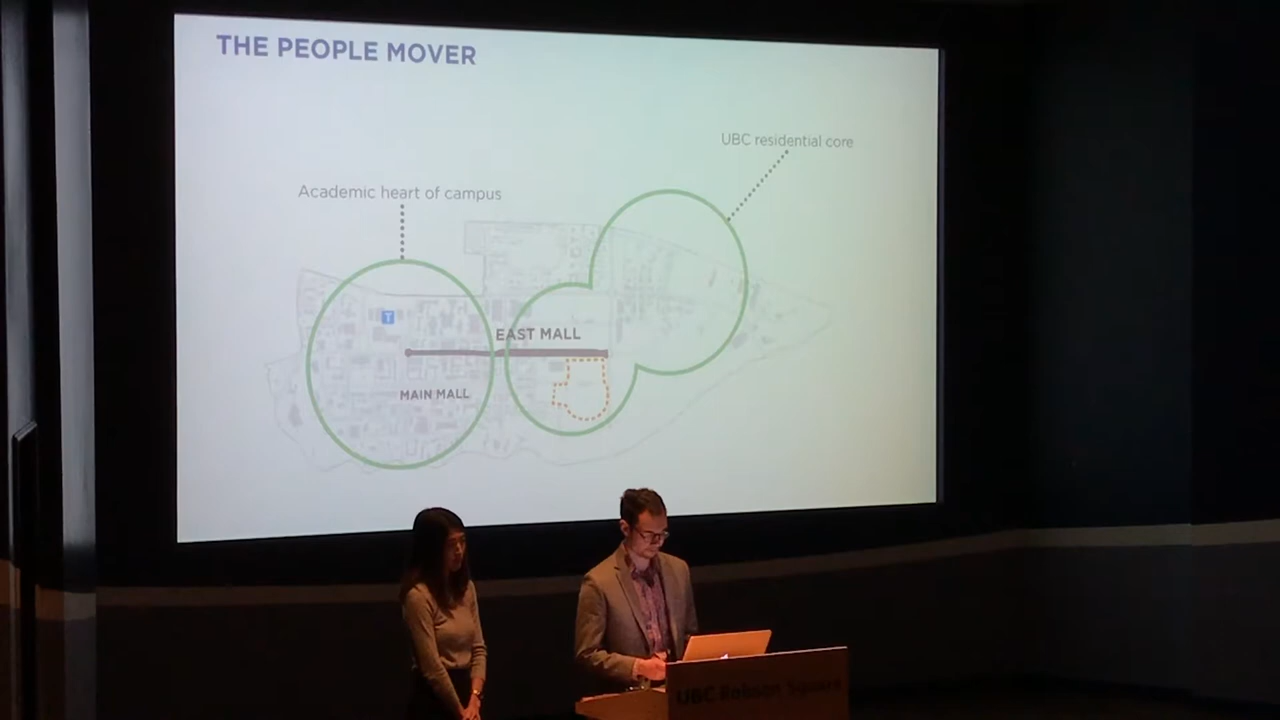 THE PEOPLE MOVER
UBC residential core
Academic heart of campus
T
EAST MALL
MAIN MALL
UBC Robson Square